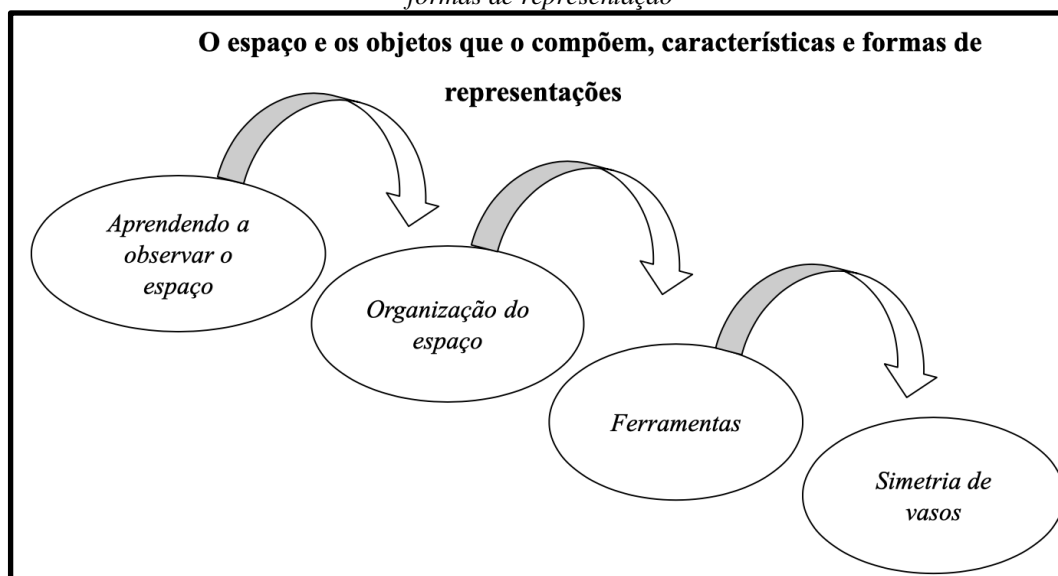 formas de representação
O espaço e os objetos que o compõem, características e formas de
representações
Aprendendo a
observar o
espaço
Organização do
espaço
Ferramentas
Simetria de
vasos